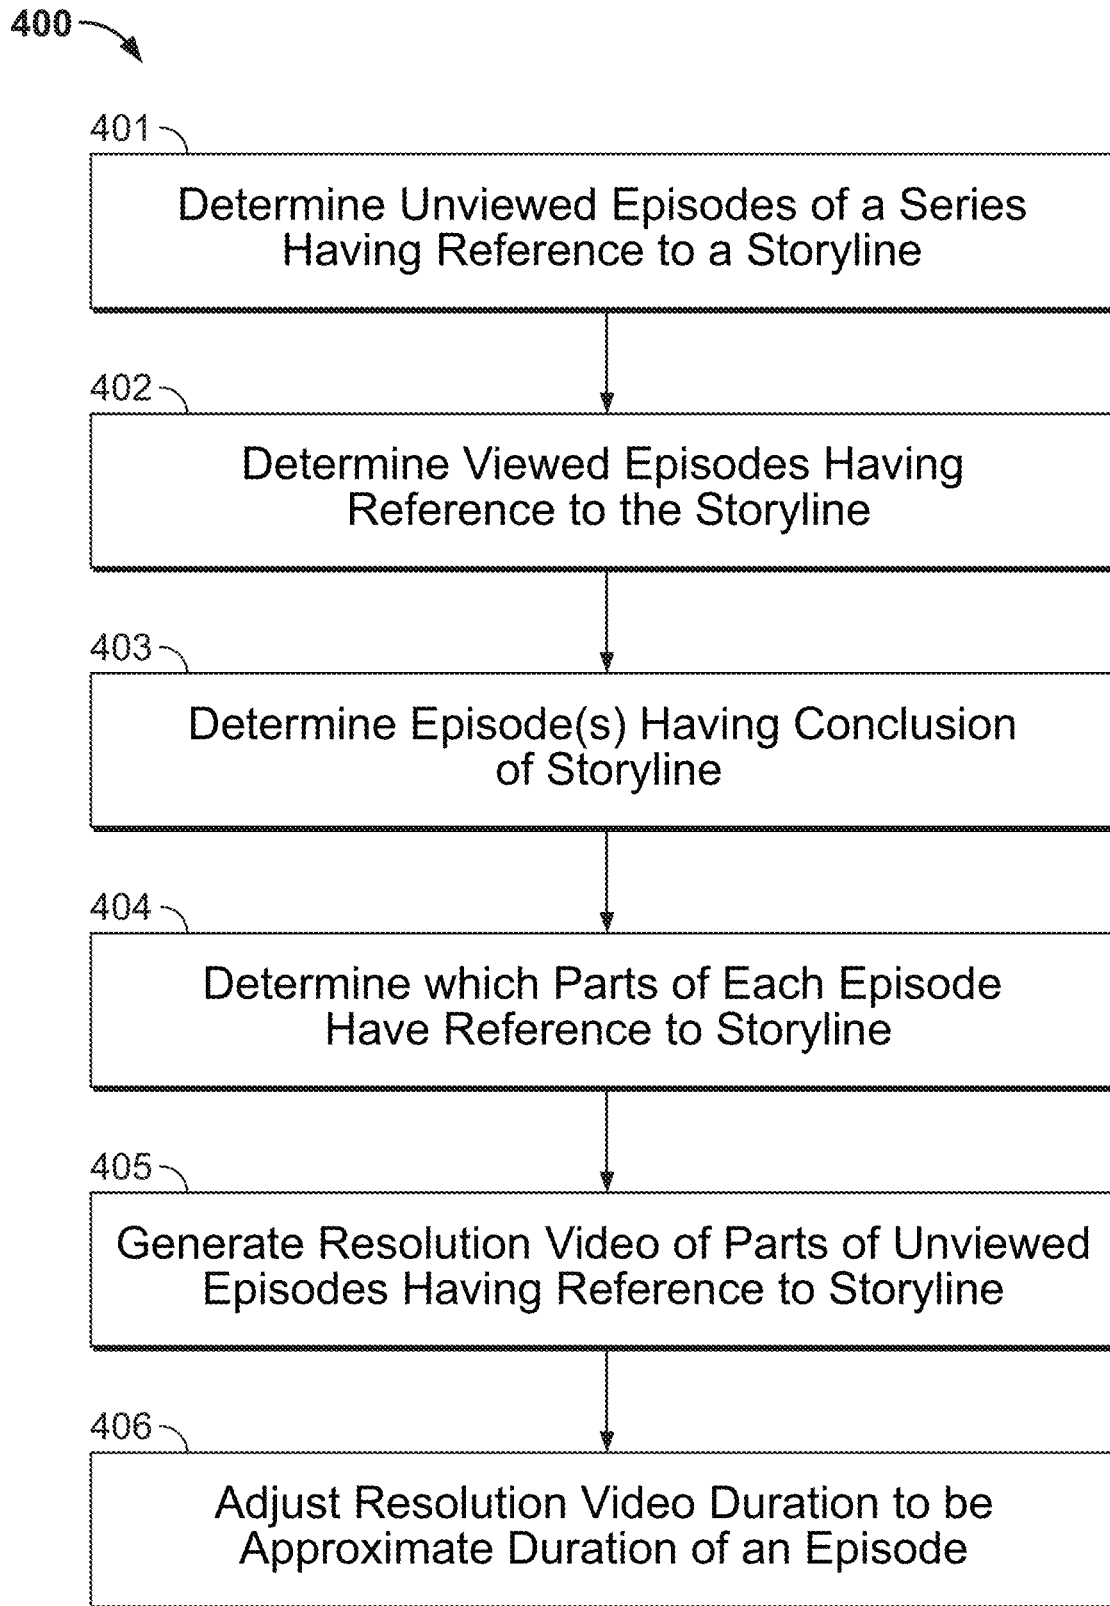 400
401
Determine Unviewed Episodes of a Series
Having Reference to a Storyline
402
Determine Viewed Episodes Having
Reference to the Storyline
403
Determine Episode(s) Having Conclusion
of Storyline
404
Determine which Parts of Each Episode
Have Reference to Storyline
405
Generate Resolution Video of Parts of Unviewed
Episodes Having Reference to Storyline
406
Adjust Resolution Video Duration to be
Approximate Duration of an Episode